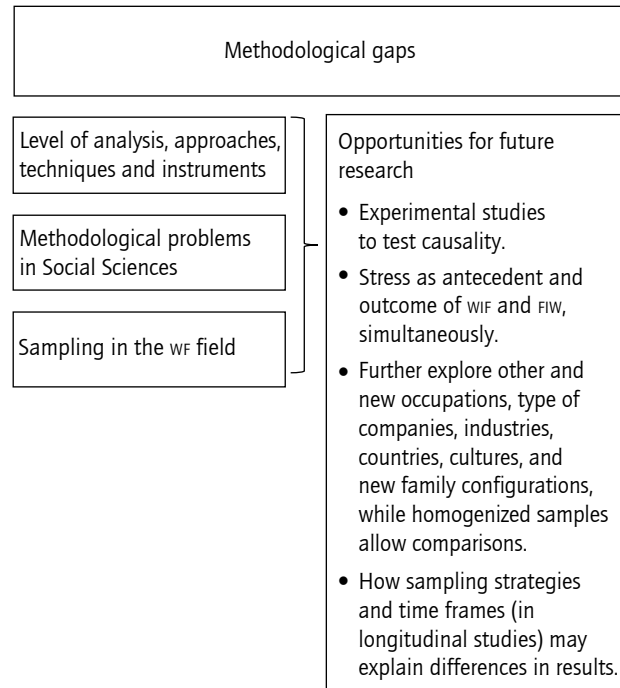 Methodological gaps
Level of analysis, approaches,
techniques and instruments
Methodological problems
in Social Sciences
Sampling in the WF field
Opportunities for future
research
• Experimental studies
to test causality.
• Stress as antecedent and
outcome of WIF and FIW,
simultaneously.
• Further explore other and
new occupations, type of
companies, industries,
countries, cultures, and
new family configurations,
while homogenized samples
allow comparisons.
• How sampling strategies
and time frames (in
longitudinal studies) may
explain differences in results.